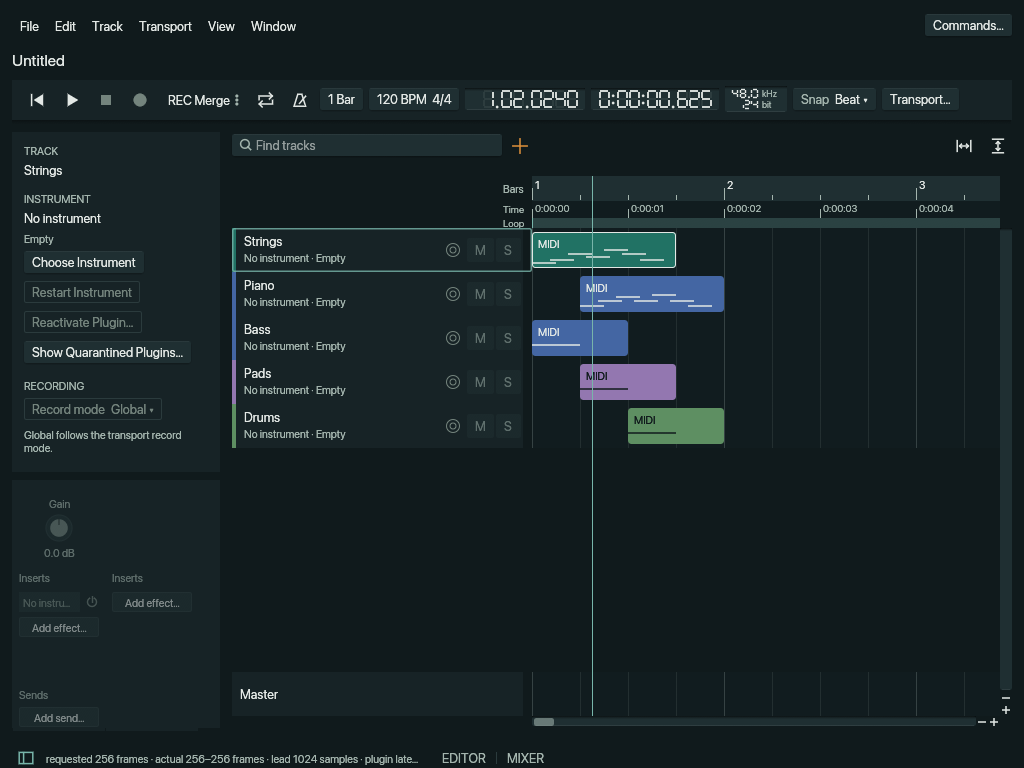 File Edit Track Transport View Window Commands...
Untitled
REC Merge 1 Bar 120 BPM 4/4 1.02.0240 0:00:00.625 48.0 kHz 24 bit Snap Beat Transport...
TRACK
Strings
INSTRUMENT
No instrument
Empty
Choose Instrument
Restart Instrument
Reactivate Plugin...
Show Quarantined Plugins...
RECORDING
Record mode Global
Global follows the transport record
mode.
Gain
0.0 dB
Inserts Inserts
No instru... Add effect...
Add effect...
Sends
Add send...
Find tracks
Bars 1 2 3
Time 0:00:00 0:00:01 0:00:02 0:00:03 0:00:04
Loop
Strings
No instrument · Empty M S
MIDI
Piano
No instrument · Empty M S
MIDI
Bass
No instrument · Empty M S
MIDI
Pads
No instrument · Empty M S
MIDI
Drums
No instrument · Empty M S
MIDI
Master
requested 256 frames · actual 256–256 frames · lead 1024 samples · plugin late... EDITOR MIXER